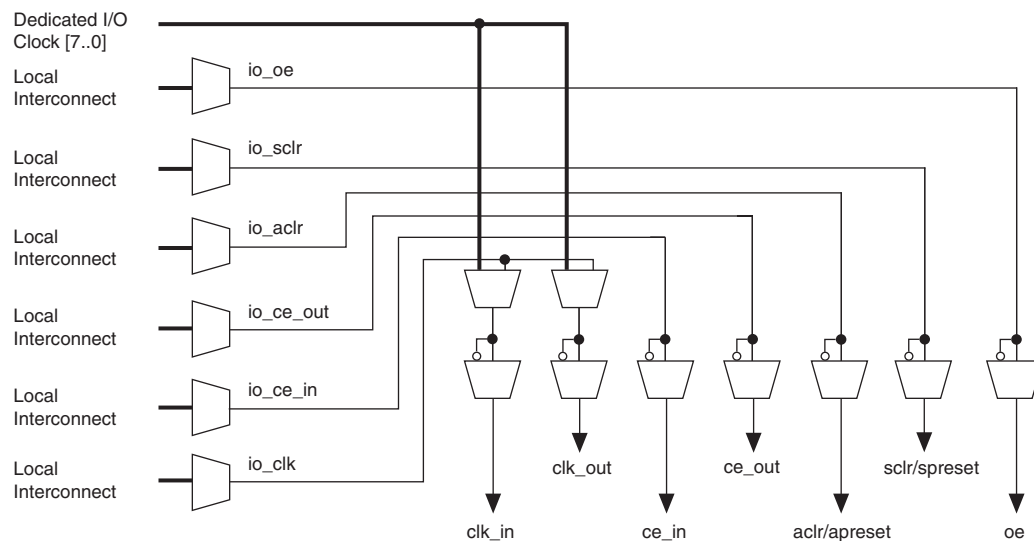 Dedicated I/O
Clock [7..0]
Local
Interconnect
io_oe
Local
Interconnect
io_sclr
Local
Interconnect
io_aclr
Local
Interconnect
io_ce_out
Local
Interconnect
io_ce_in
Local
Interconnect
io_clk
clk_out
ce_out
sclr/spreset
clk_in
ce_in
aclr/apreset
oe